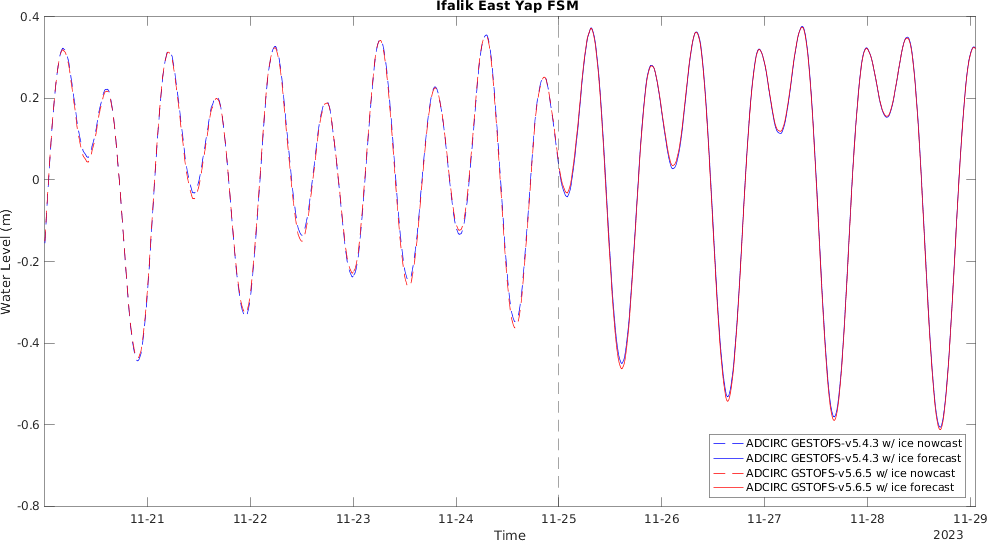 Ifalik East Yap FSM
0.4
0.2
0
-0.2
-0.4
-0.6
-0.8
Water Level (m)
11-21
11-22
11-23
11-24
11-25
11-26
11-27
11-28
11-29
Time
2023
ADCIRC GESTOFS-v5.4.3 w/ ice nowcast
ADCIRC GESTOFS-v5.4.3 w/ ice forecast
ADCIRC GSTOFS-v5.6.5 w/ ice nowcast
ADCIRC GSTOFS-v5.6.5 w/ ice forecast